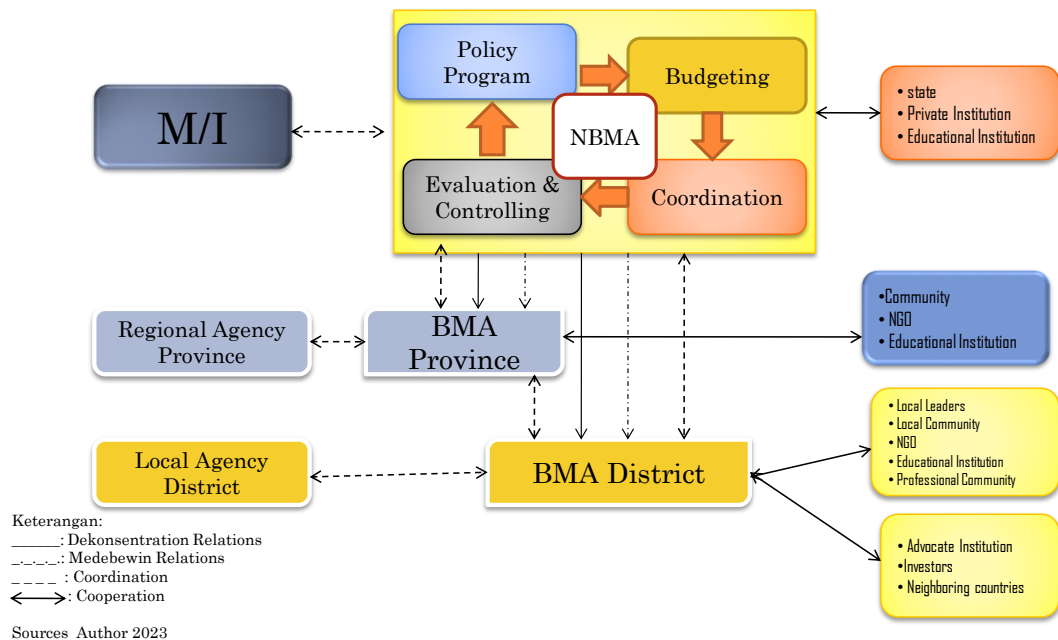 Policy
Program
Budgeting
NBMA
Evaluation &
Controlling
Coordination
M/I
• state
• Private Institution
• Educational Institution
Regional Agency
Province
BMA
Province
•Community
• NGO
• Educational Institution
Local Agency
District
BMA District
• Local Leaders
• Local Community
• NGO
• Educational Institution
• Professional Community
• Advocate Institution
•Investors
• Neighboring countries
Keterangan:
______: Dekonsentration Relations
_._._._.: Medebewin Relations
_ _ _ _ : Coordination
: Cooperation
Sources Author 2023